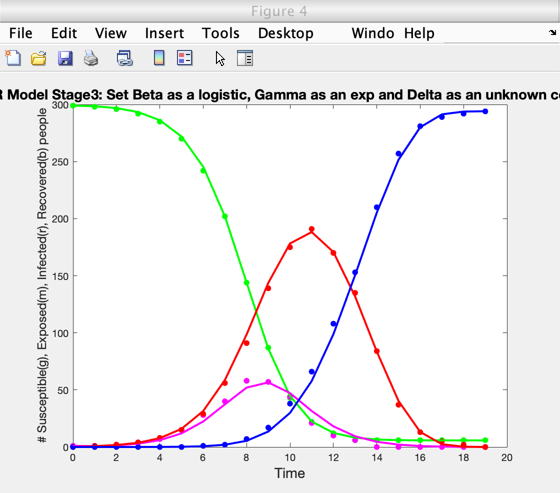 Figure 4
File Edit View Insert Tools Desktop Windo Help
R Model Stage3: Set Beta as a logistic, Gamma as an exp and Delta as an unknown co
# Susceptible(g), Exposed(m), Infected(r), Recovered(b) people
300
250
200
150
100
50
0
0 2 4 6 8 10 12 14 16 18 20
Time